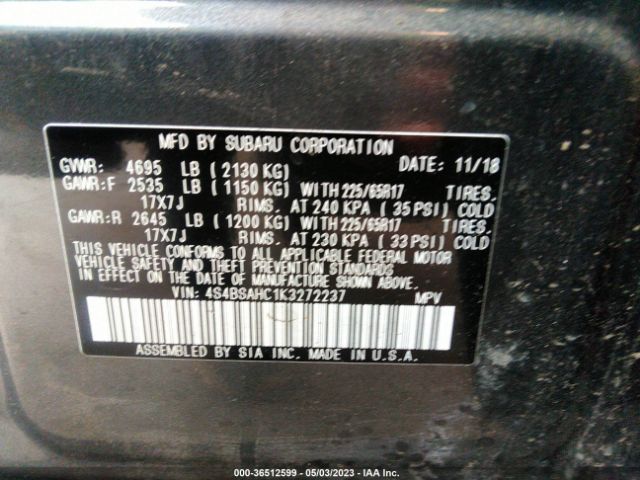 MFD BY SUBARU CORPORATION
GVWR: 4695 LB ( 2130 KG) DATE: 11/18
GAWR:F 2535 LB ( 1150 KG) WITH 225/65R17 TIRES.
17X7J RIMS. AT 240 KPA ( 35 PSI) COLD
GAWR:R 2645 LB ( 1200 KG) WITH 225/65R17 TIRES.
17X7J RIMS. AT 230 KPA ( 33 PSI) COLD
THIS VEHICLE CONFORMS TO ALL APPLICABLE FEDERAL MOTOR
VEHICLE SAFETY AND THEFT PREVENTION STANDARDS
IN EFFECT ON THE DATE OF MANUFACTURE SHOWN ABOVE.
VIN: 4S4BSAHC1K3272237 MPV
ASSEMBLED BY SIA INC. MADE IN U.S.A.
000-36512599 - 05/03/2023 - IAA Inc.